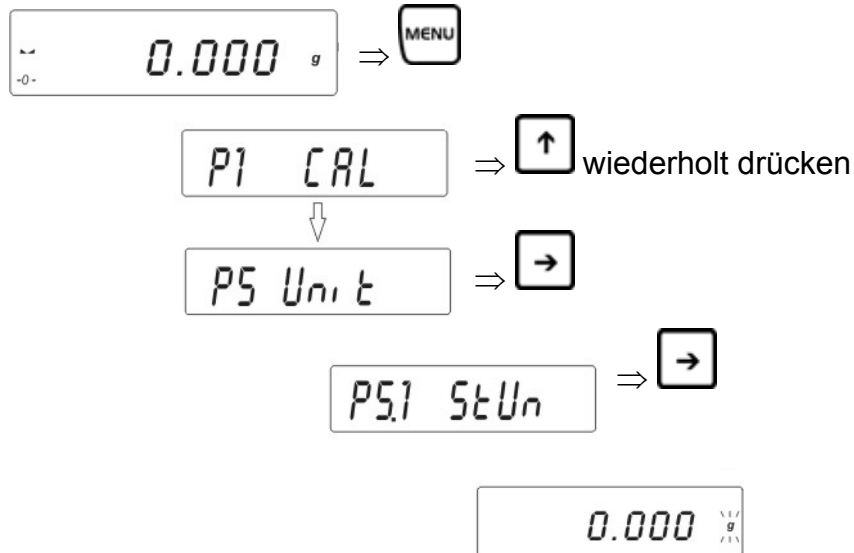 -0- 0.000 g ⇒ MENU
P1 CAL ⇒ ↑ wiederholt drücken
⇩
P5 Unit ⇒ →
P5.1 StUn ⇒ →
0.000 g